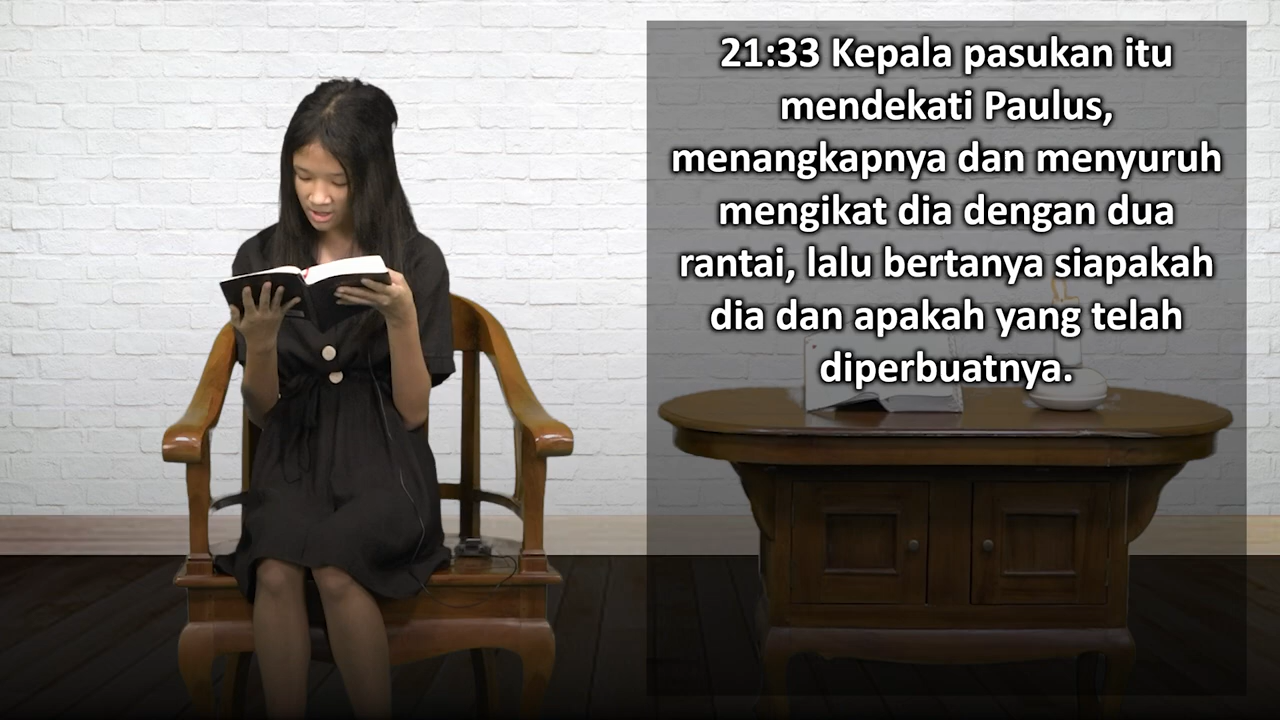 21:33 Kepala pasukan itu
mendekati Paulus,
menangkapnya dan menyuruh
mengikat dia dengan dua
rantai, lalu bertanya siapakah
dia dan apakah yang telah
diperbuatnya.